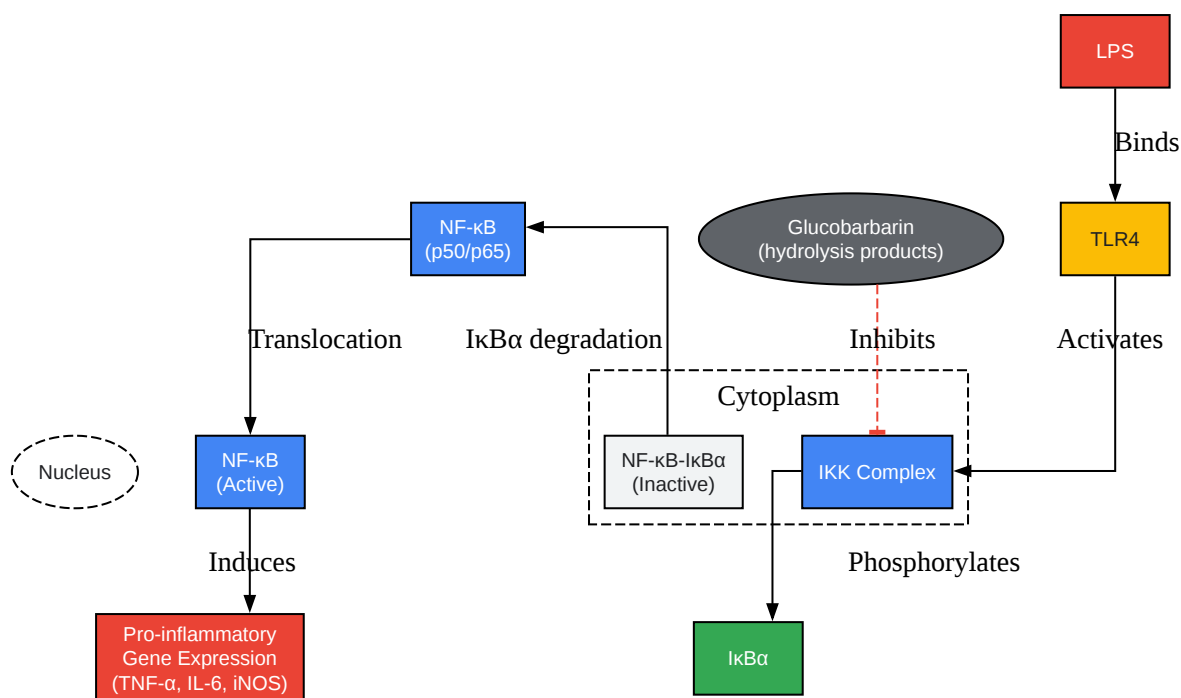 LPS
Binds
NF-κB
(p50/p65)
Glucobarbarin
(hydrolysis products)
TLR4
Translocation
IκBα degradation
Inhibits
Activates
Cytoplasm
Nucleus
NF-κB
(Active)
NF-κB-IκBα
(Inactive)
IKK Complex
Induces
Phosphorylates
Pro-inflammatory
Gene Expression
(TNF-α, IL-6, iNOS)
IκBα